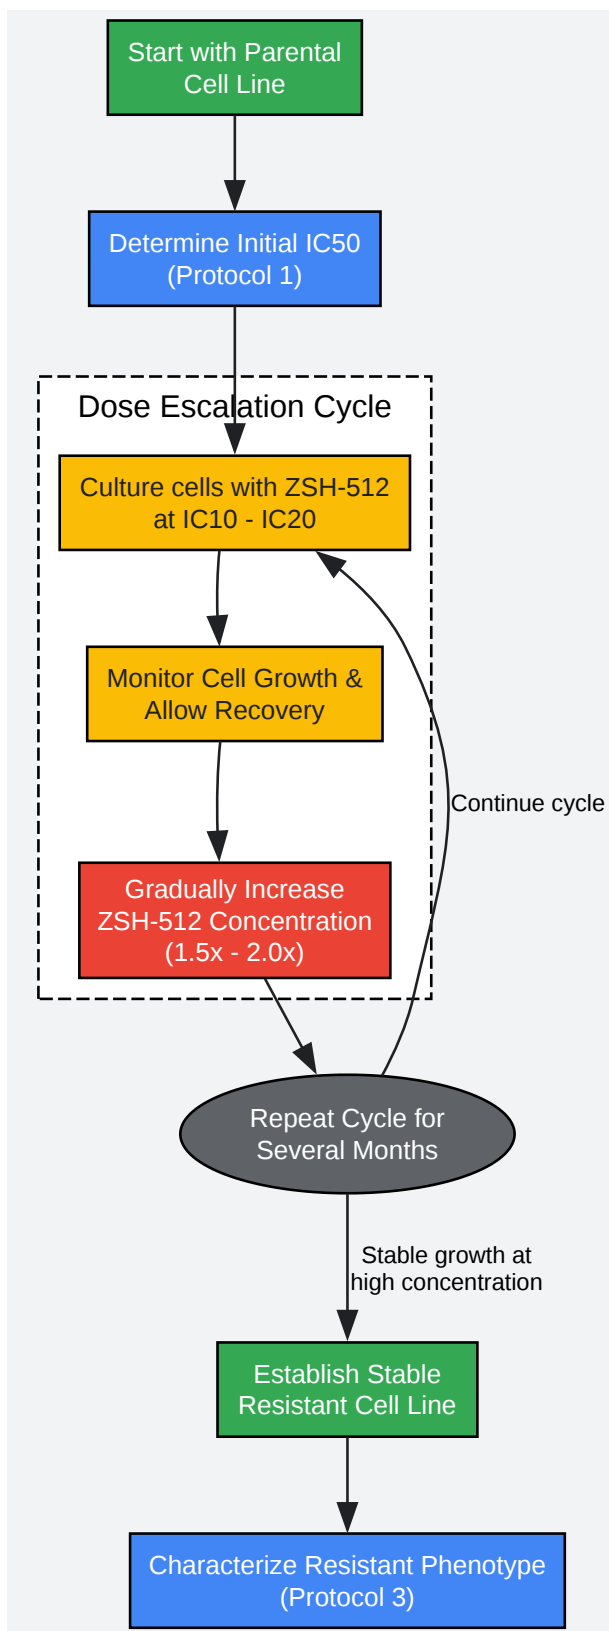 Start with Parental
Cell Line
Determine Initial IC50
(Protocol 1)
Dose Escalation Cycle
Culture cells with ZSH-512
at IC10 - IC20
Monitor Cell Growth &
Allow Recovery
Continue cycle
Gradually Increase
ZSH-512 Concentration
(1.5x - 2.0x)
Repeat Cycle for
Several Months
Stable growth at
high concentration
Establish Stable
Resistant Cell Line
Characterize Resistant Phenotype
(Protocol 3)